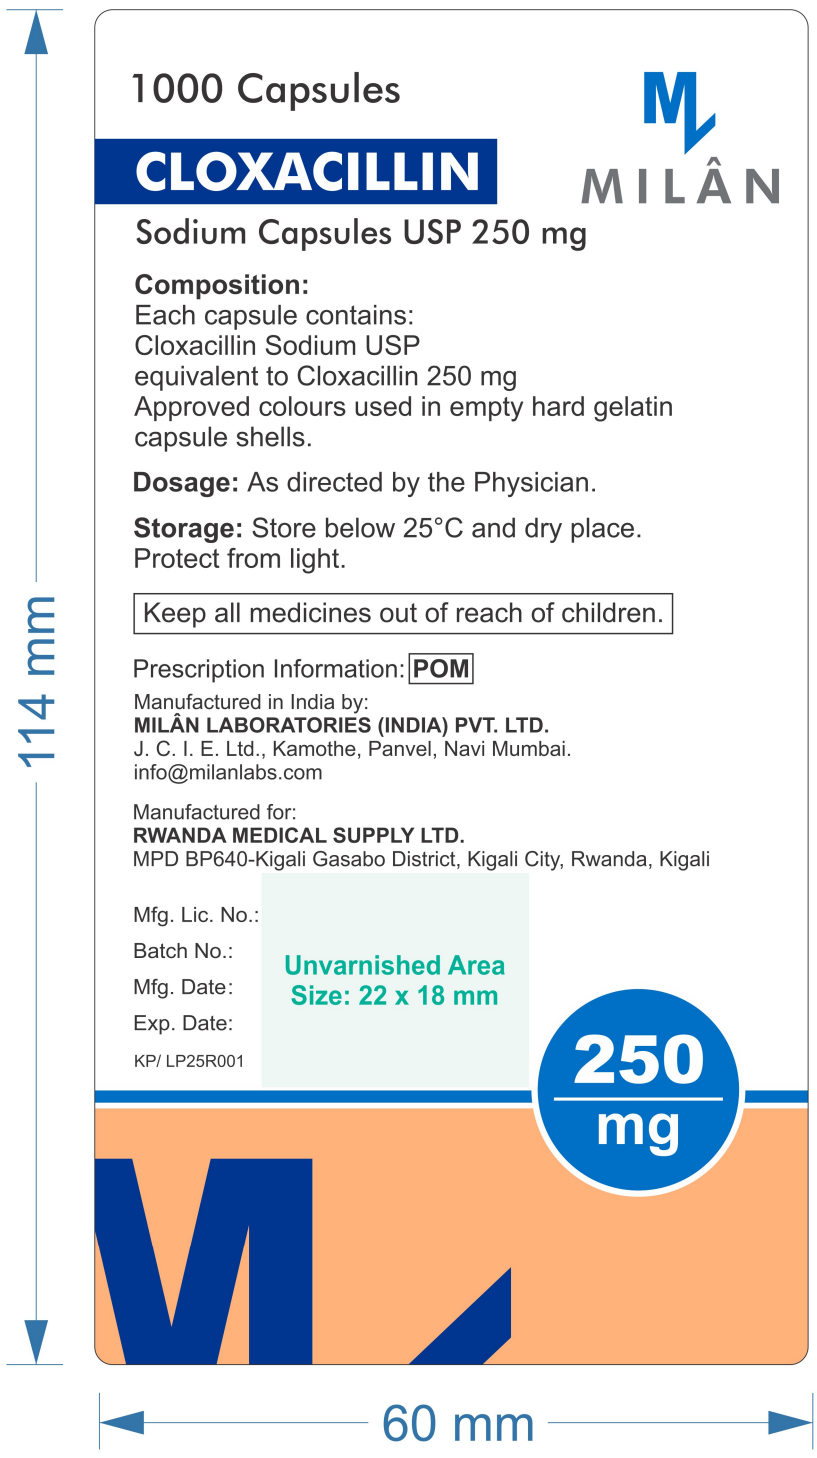 1000 Capsules
MILÂN
CLOXACILLIN
Sodium Capsules USP 250 mg
Composition:
Each capsule contains:
Cloxacillin Sodium USP
equivalent to Cloxacillin 250 mg
Approved colours used in empty hard gelatin
capsule shells.
Dosage: As directed by the Physician.
Storage: Store below 25°C and dry place.
Protect from light.
Keep all medicines out of reach of children.
Prescription Information: POM
Manufactured in India by:
MILÂN LABORATORIES (INDIA) PVT. LTD.
J. C. I. E. Ltd., Kamothe, Panvel, Navi Mumbai.
info@milanlabs.com
Manufactured for:
RWANDA MEDICAL SUPPLY LTD.
MPD BP640-Kigali Gasabo District, Kigali City, Rwanda, Kigali
Mfg. Lic. No.:
Batch No.:
Mfg. Date:
Exp. Date:
KP/ LP25R001
Unvarnished Area
Size: 22 x 18 mm
250
mg
114 mm
60 mm